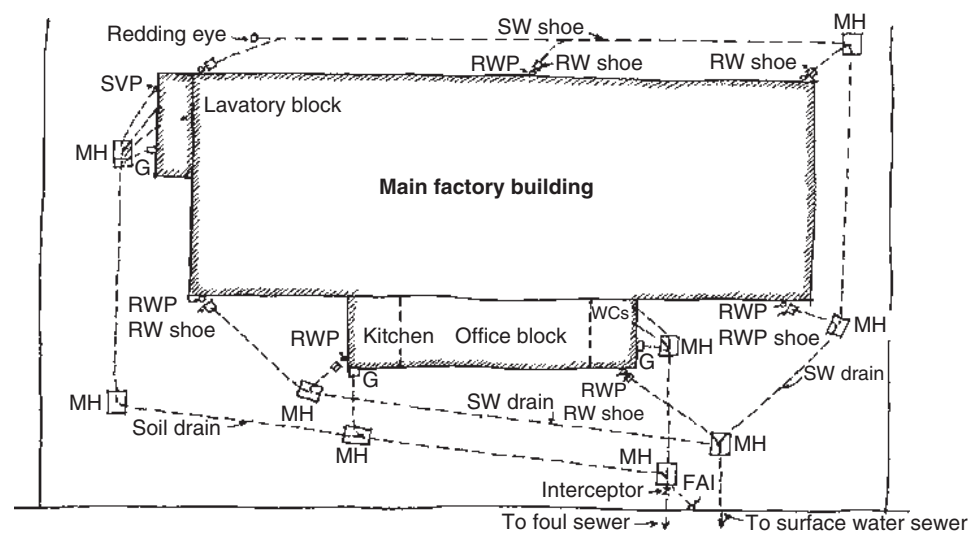 SW shoe
MH
Redding eye
RWP
RW shoe
RW shoe
SVP
Lavatory block
MH
G
Main factory building
RWP
RW shoe
RWP
Kitchen
Office block
WCs
G
MH
RWP
RWP shoe
MH
G
RWP
RW shoe
SW drain
MH
MH
Soil drain
SW drain
MH
MH
MH
Interceptor
FAI
To foul sewer
To surface water sewer